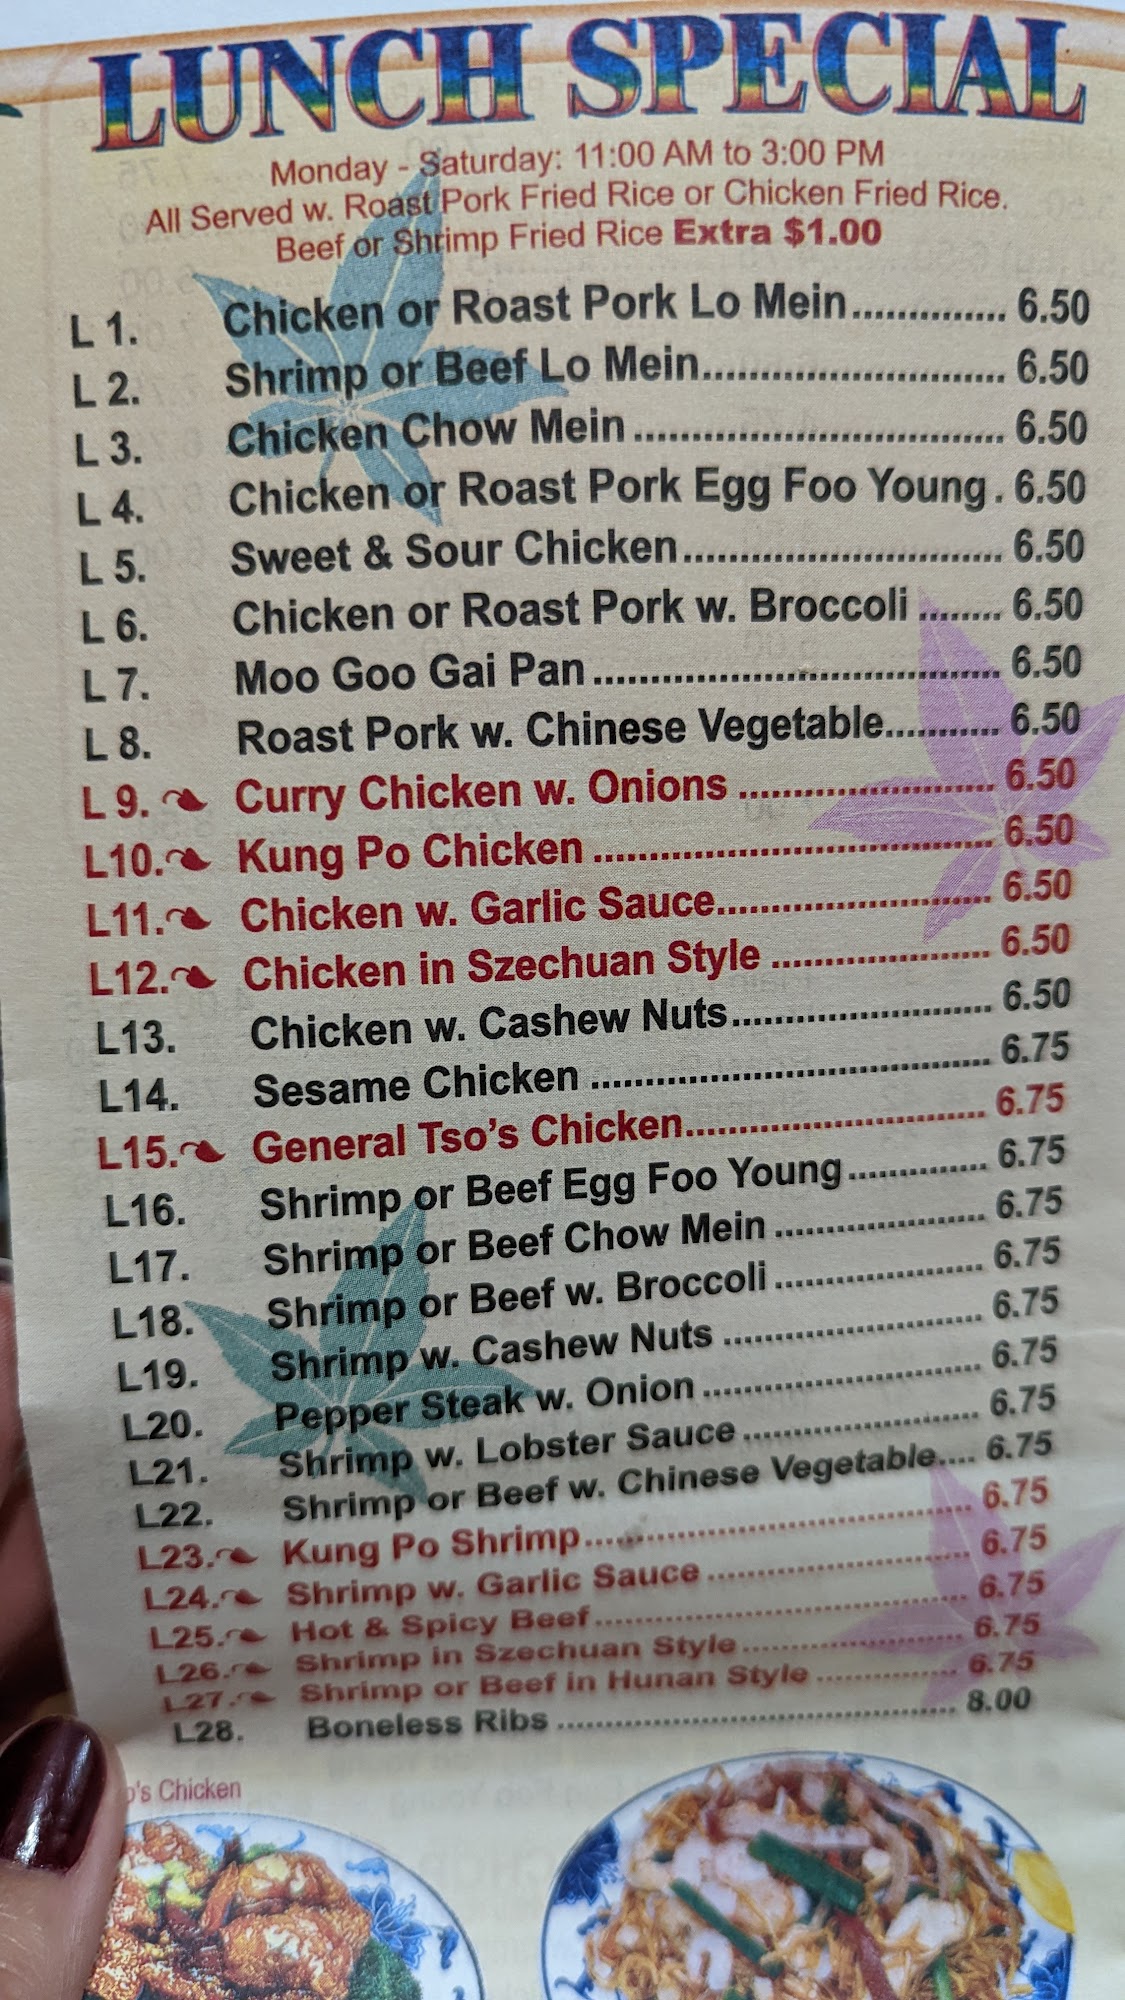 LUNCH SPECIAL
Monday - Saturday: 11:00 AM to 3:00 PM
All Served w. Roast Pork Fried Rice or Chicken Fried Rice.
Beef or Shrimp Fried Rice Extra $1.00
L 1. Chicken or Roast Pork Lo Mein.............. 6.50
L 2. Shrimp or Beef Lo Mein.......................... 6.50
L 3. Chicken Chow Mein ................................ 6.50
L 4. Chicken or Roast Pork Egg Foo Young . 6.50
L 5. Sweet & Sour Chicken............................ 6.50
L 6. Chicken or Roast Pork w. Broccoli ........ 6.50
L 7. Moo Goo Gai Pan .................................... 6.50
L 8. Roast Pork w. Chinese Vegetable........... 6.50
L 9. Curry Chicken w. Onions ....................... 6.50
L10. Kung Po Chicken .................................... 6.50
L11. Chicken w. Garlic Sauce......................... 6.50
L12. Chicken in Szechuan Style .................... 6.50
L13. Chicken w. Cashew Nuts........................ 6.50
L14. Sesame Chicken ..................................... 6.75
L15. General Tso's Chicken............................ 6.75
L16. Shrimp or Beef Egg Foo Young.............. 6.75
L17. Shrimp or Beef Chow Mein ..................... 6.75
L18. Shrimp or Beef w. Broccoli ..................... 6.75
L19. Shrimp w. Cashew Nuts .......................... 6.75
L20. Pepper Steak w. Onion ............................ 6.75
L21. Shrimp w. Lobster Sauce ........................ 6.75
L22. Shrimp or Beef w. Chinese Vegetable.... 6.75
L23. Kung Po Shrimp....................................... 6.75
L24. Shrimp w. Garlic Sauce ........................... 6.75
L25. Hot & Spicy Beef...................................... 6.75
L26. Shrimp in Szechuan Style....................... 6.75
L27. Shrimp or Beef in Hunan Style ............... 6.75
L28. Boneless Ribs .......................................... 8.00
o's Chicken